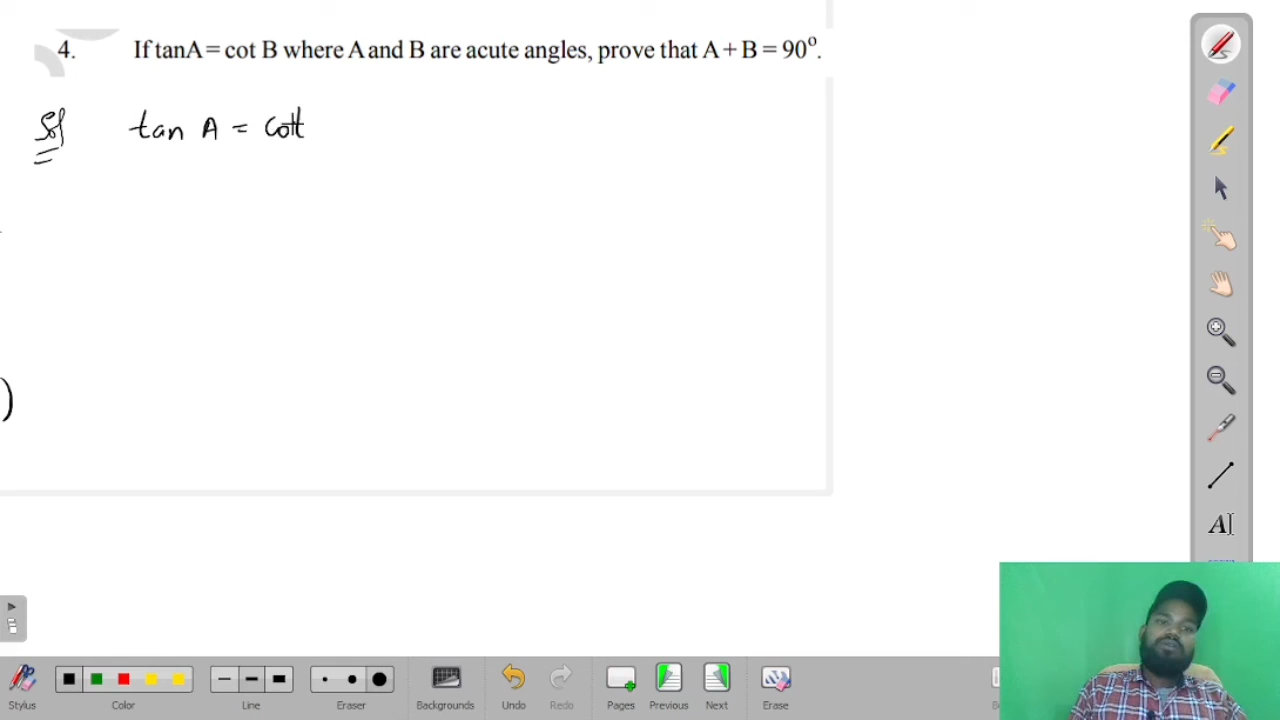 4. If tanA = cot B where A and B are acute angles, prove that A + B = 90⁰.
Sol tan A = cot
)
Stylus Color Line Eraser Backgrounds Undo Redo Pages Previous Next Erase